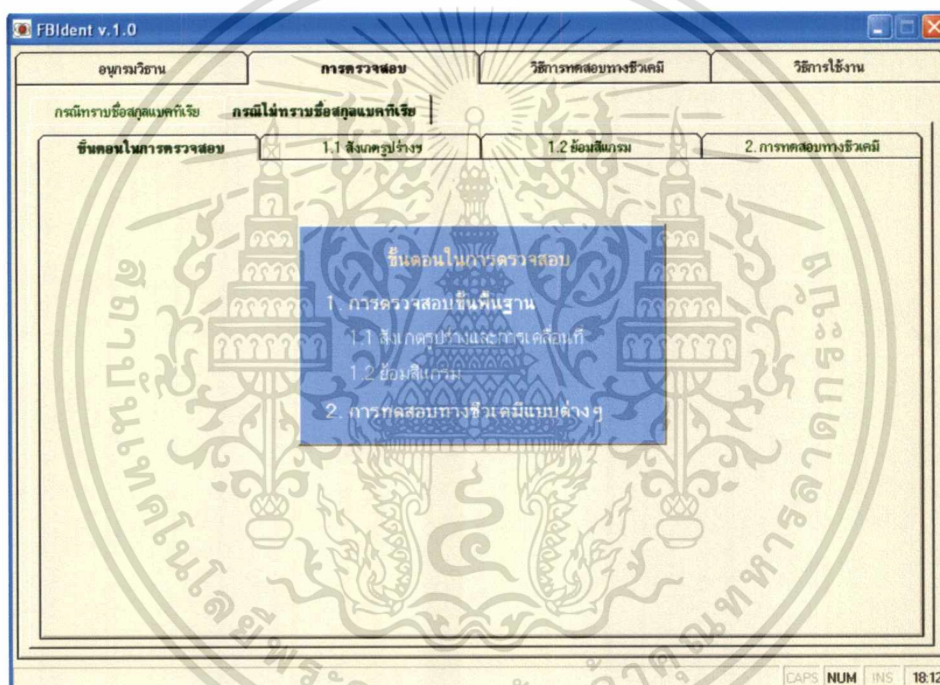 FBIdent v.1.0
อนุกรมวิธาน การตรวจสอบ วิธีการทดสอบทางชีวเคมี วิธีการใช้งาน
กรณีทราบชื่อสกุลแบคทีเรีย กรณีไม่ทราบชื่อสกุลแบคทีเรีย
ขั้นตอนในการตรวจสอบ 1.1 สังเกตรูปร่างฯ 1.2 ย้อมสีแกรม 2. การทดสอบทางชีวเคมี
ขั้นตอนในการตรวจสอบ
1. การตรวจสอบขั้นพื้นฐาน
1.1 สังเกตรูปร่างและการเคลื่อนที่
1.2 ย้อมสีแกรม
2. การทดสอบทางชีวเคมีแบบต่างๆ
CAPS NUM INS 18:12